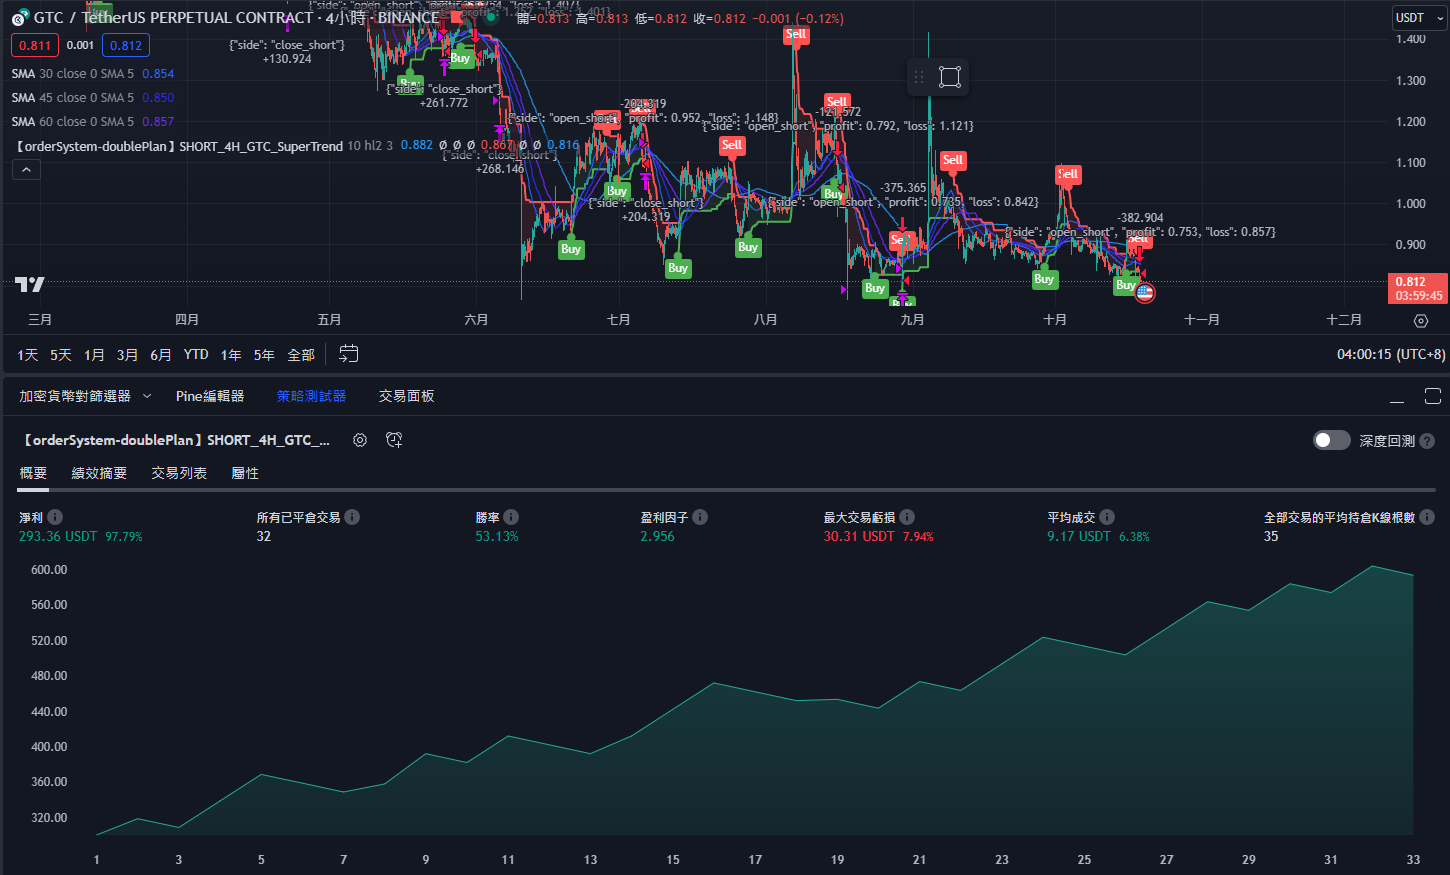 GTC / TetherUS PERPETUAL CONTRACT · 4小時 · BINANCE
開=0.813 高=0.813 低=0.812 收=0.812 −0.001 (−0.12%)
USDT
0.811
0.001
0.812
SMA 30 close 0 SMA 5 0.854
SMA 45 close 0 SMA 5 0.850
SMA 60 close 0 SMA 5 0.857
【orderSystem-doublePlan】SHORT_4H_GTC_SuperTrend 10 hl2 3 0.882 Ø Ø Ø 0.867 Ø Ø 0.816
{"side": "close_short"}
+130.924
Buy
{"side": "close_short"}
+261.772
{"side": "close_short"}
+268.146
Buy
-204.319
Sell
{"side": "open_short", "profit": 0.952, "loss": 1.148}
Buy
{"side": "close_short"}
+204.319
Buy
Sell
Buy
Sell
Sell
-121.572
{"side": "open_short", "profit": 0.792, "loss": 1.121}
Buy
-375.365
{"side": "open_short", "profit": 0.735, "loss": 0.842}
Buy
Sell
Buy
Sell
Sell
Buy
-382.904
{"side": "open_short", "profit": 0.753, "loss": 0.857}
Sell
Buy
1.400
1.300
1.200
1.100
1.000
0.900
0.812
03:59:45
三月
四月
五月
六月
七月
八月
九月
十月
十一月
十二月
1天 5天 1月 3月 6月 YTD 1年 5年 全部
04:00:15 (UTC+8)
加密貨幣對篩選器 Pine編輯器 策略測試器 交易面板
【orderSystem-doublePlan】SHORT_4H_GTC_...
深度回測
概要 績效摘要 交易列表 屬性
淨利 所有已平倉交易 勝率 盈利因子 最大交易虧損 平均成交 全部交易的平均持倉K線根數
293.36 USDT 97.79% 32 53.13% 2.956 30.31 USDT 7.94% 9.17 USDT 6.38% 35
600.00
560.00
520.00
480.00
440.00
400.00
360.00
320.00
1 3 5 7 9 11 13 15 17 19 21 23 25 27 29 31 33